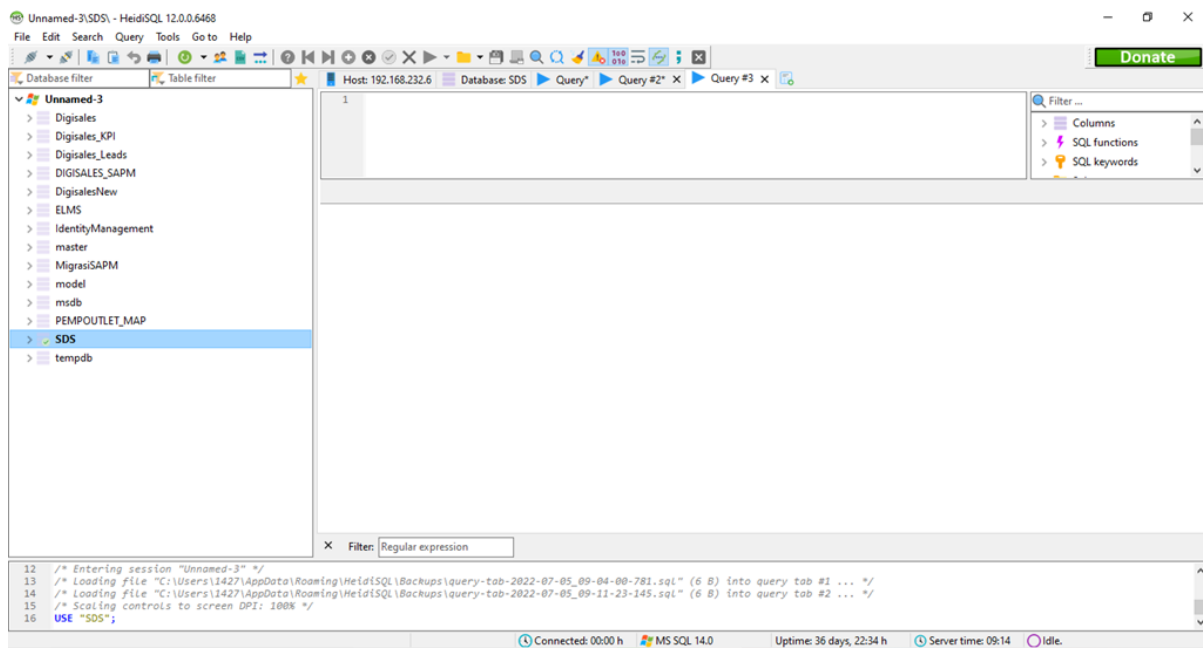 Unnamed-3\SDS\ - HeidiSQL 12.0.0.6468
File Edit Search Query Tools Go to Help
Donate
Database filter Table filter
Host: 192.168.232.6 Database: SDS Query* Query #2* Query #3
Unnamed-3
Digisales
Digisales_KPI
Digisales_Leads
DIGISALES_SAPM
DigisalesNew
ELMS
IdentityManagement
master
MigrasiSAPM
model
msdb
PEMPOUTLET_MAP
SDS
tempdb
1
Filter ...
Columns
SQL functions
SQL keywords
Filter: Regular expression
12 /* Entering session "Unnamed-3" */
13 /* Loading file "C:\Users\1427\AppData\Roaming\HeidiSQL\Backups\query-tab-2022-07-05_09-04-00-781.sql" (6 B) into query tab #1 ... */
14 /* Loading file "C:\Users\1427\AppData\Roaming\HeidiSQL\Backups\query-tab-2022-07-05_09-11-23-145.sql" (6 B) into query tab #2 ... */
15 /* Scaling controls to screen DPI: 100% */
16 USE "SDS";
Connected: 00:00 h MS SQL 14.0 Uptime: 36 days, 22:34 h Server time: 09:14 Idle.